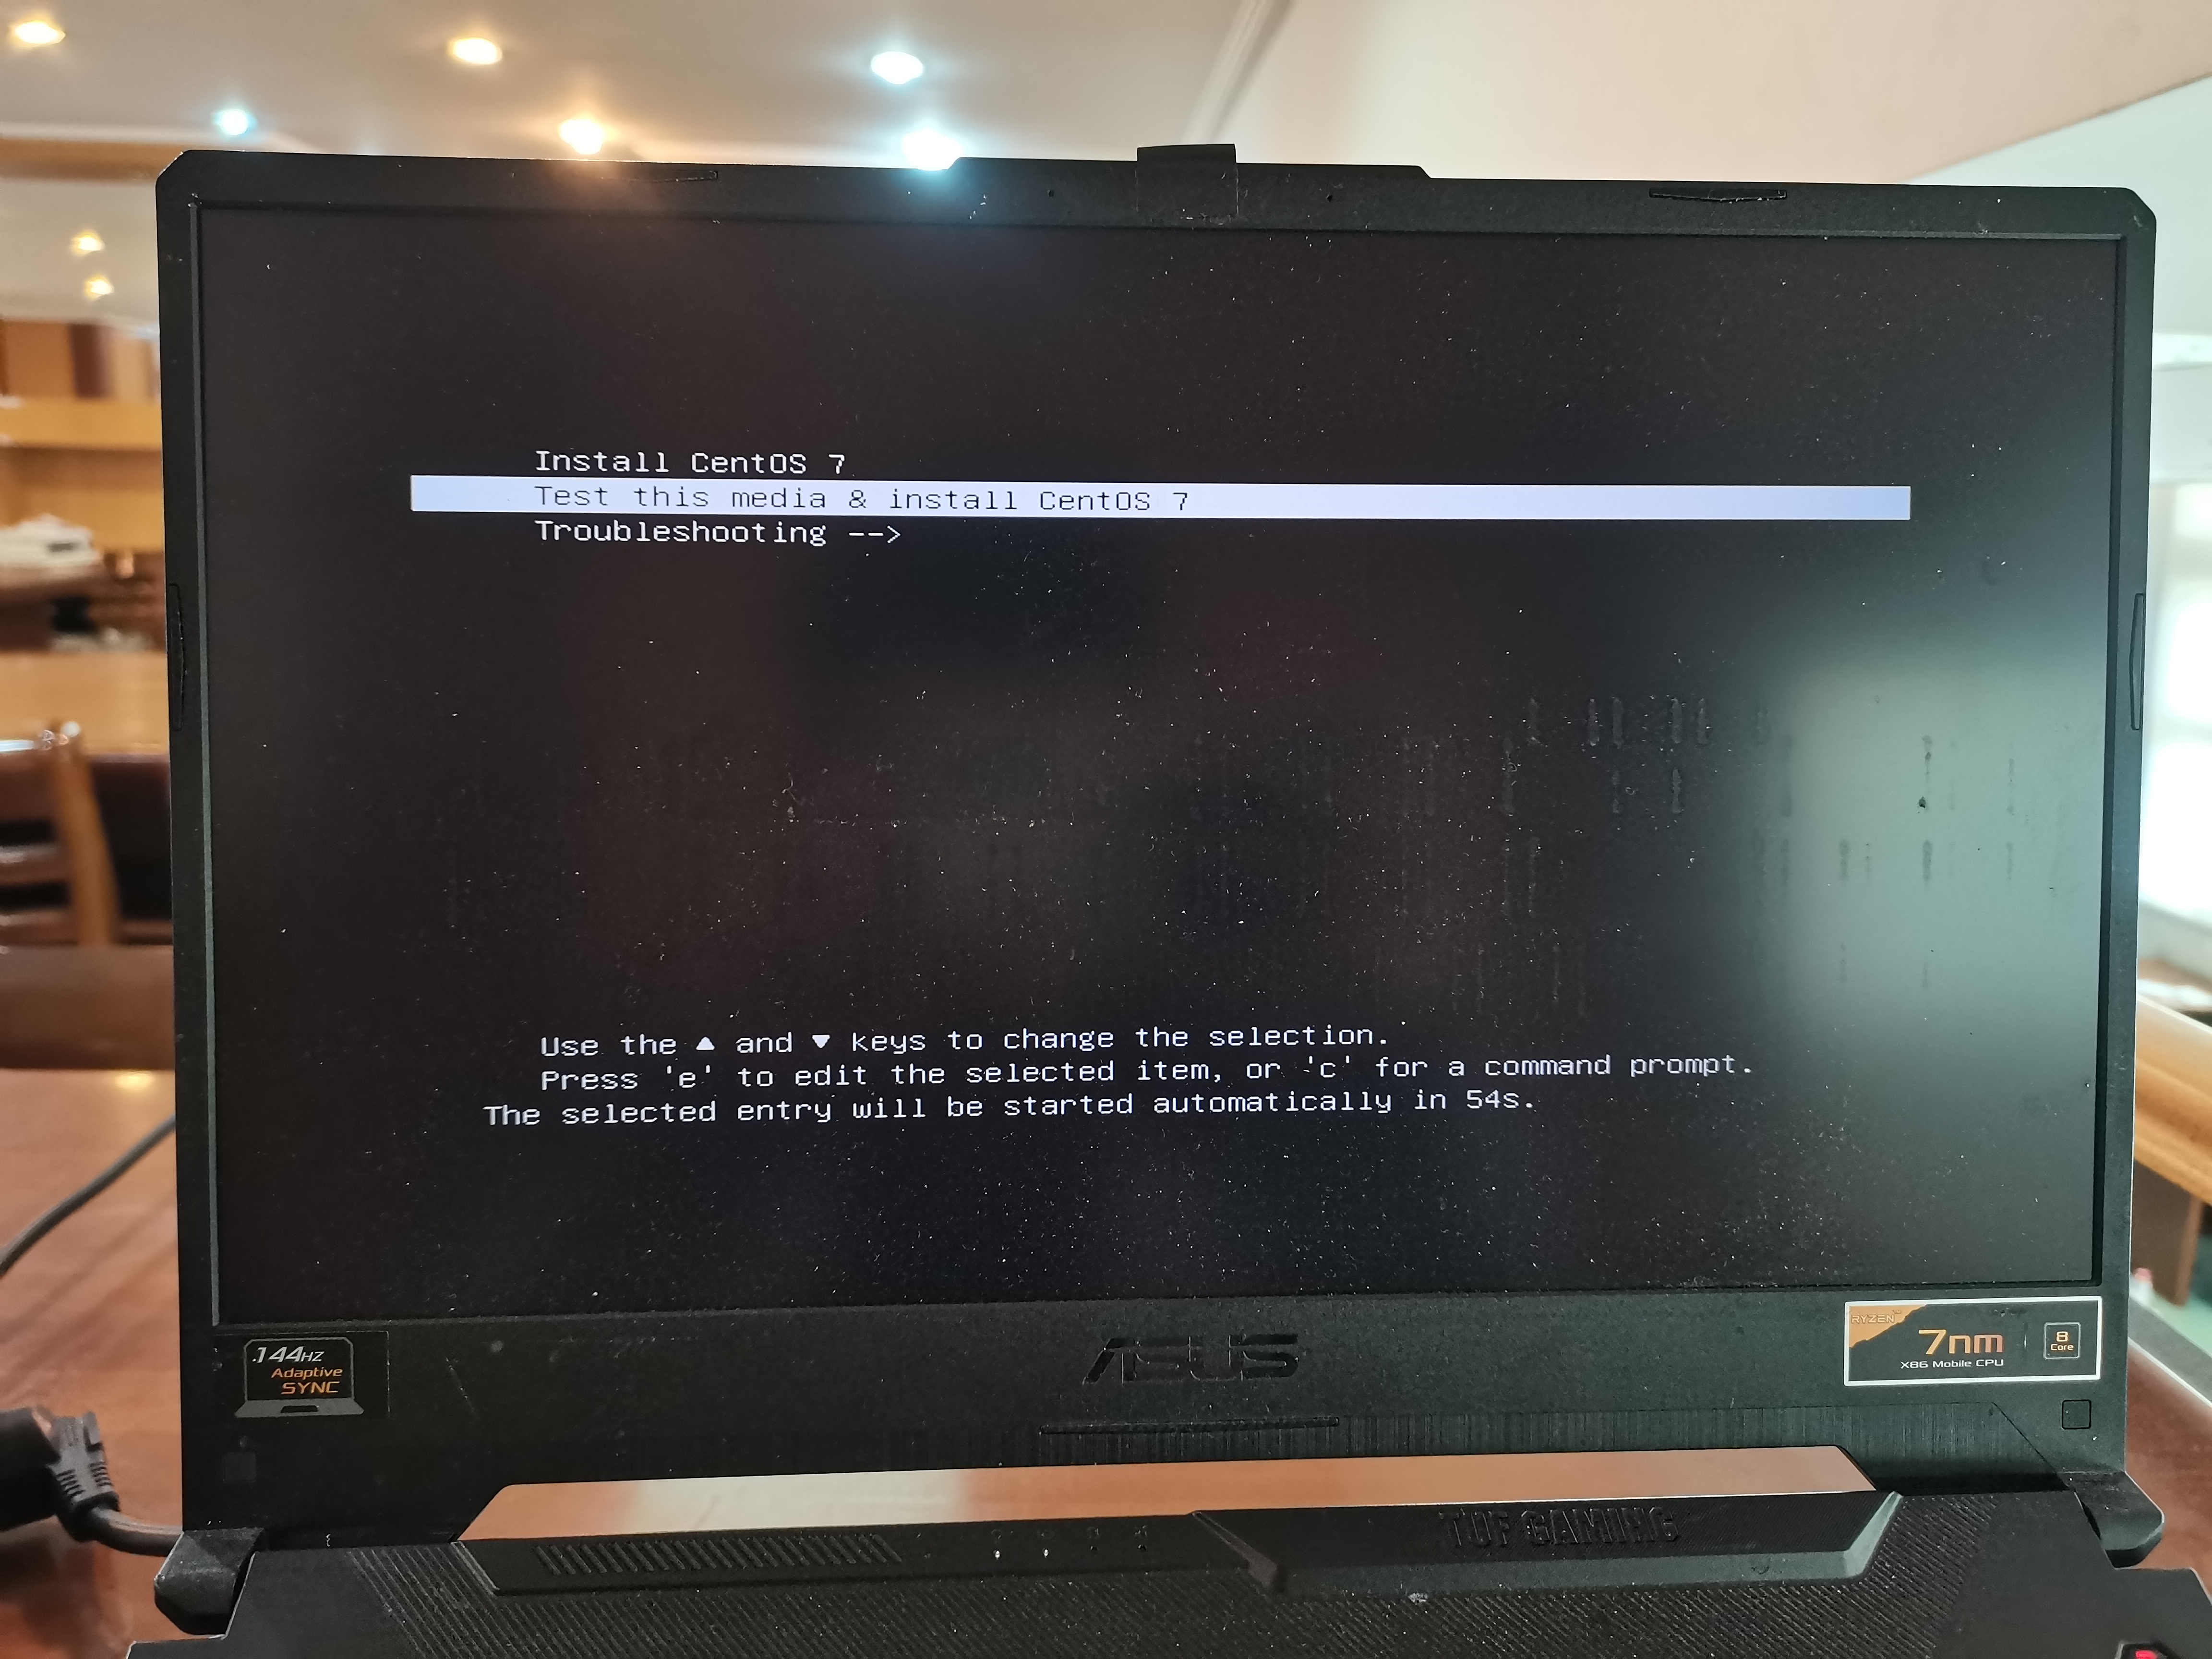 Install CentOS 7
Test this media & install CentOS 7
Troubleshooting -->
Use the ▲ and ▼ keys to change the selection.
Press 'e' to edit the selected item, or 'c' for a command prompt.
The selected entry will be started automatically in 54s.
144HZ
Adaptive
SYNC
ASUS
RYZEN
7nm
X86 Mobile CPU
8
Core
TUF GAMING